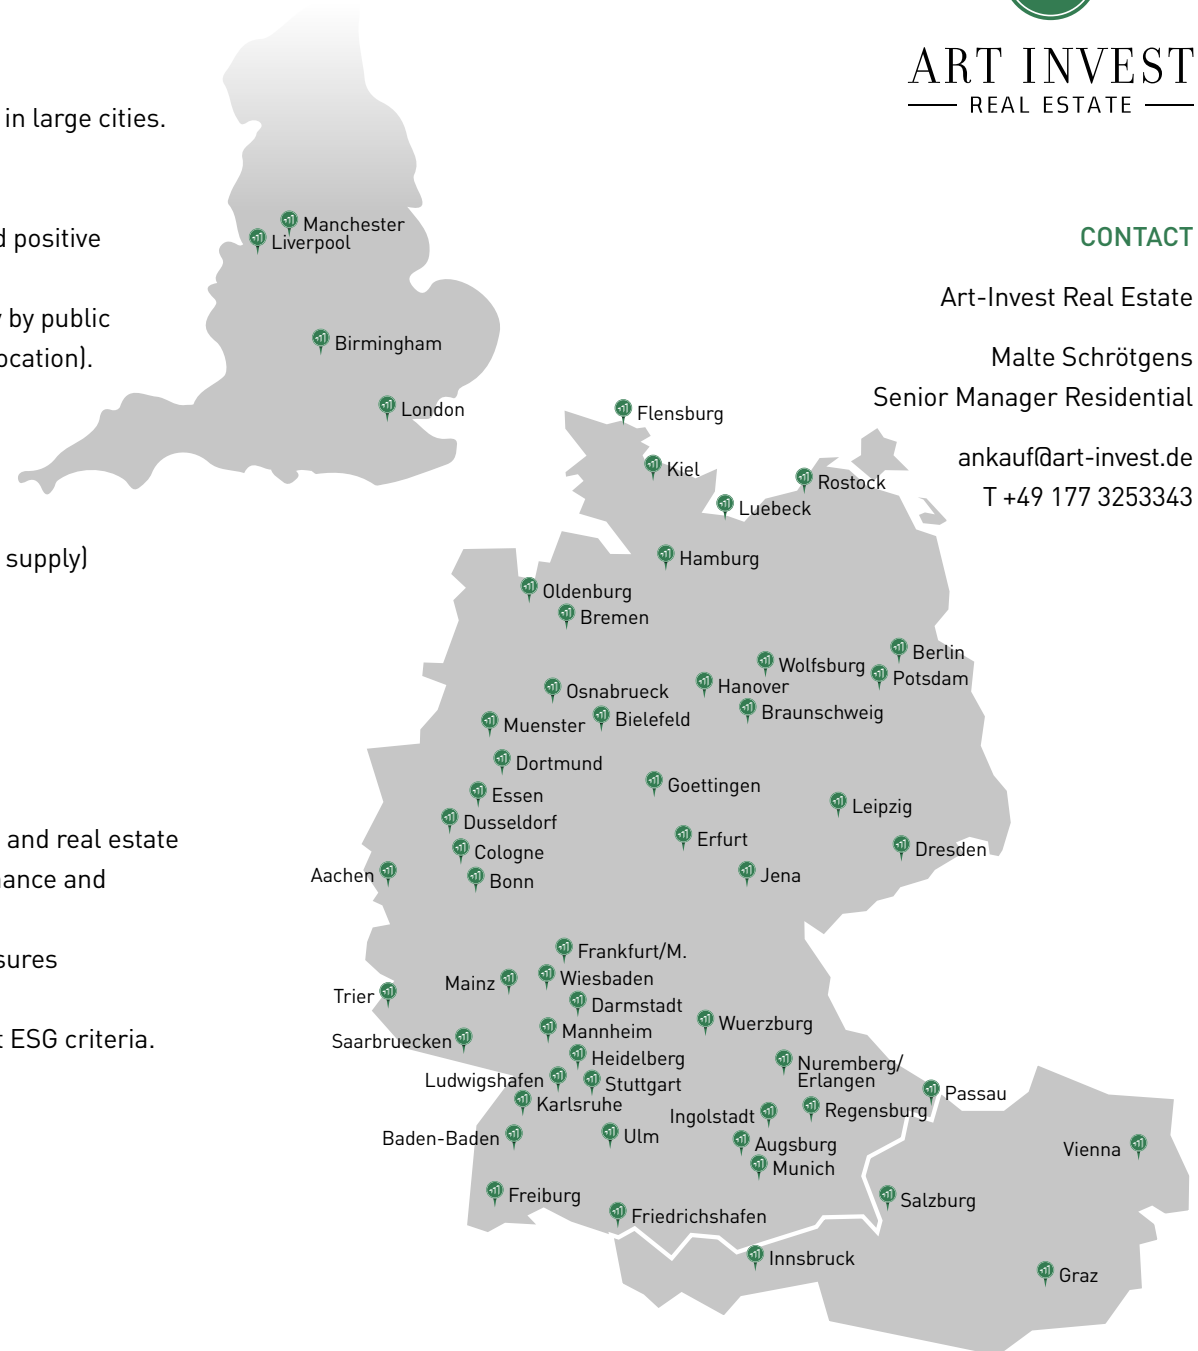 ART INVEST
REAL ESTATE
in large cities.
positive
by public
supply)
and real estate
and
ESG criteria.
CONTACT
Art-Invest Real Estate
Malte Schrötgens
Senior Manager Residential
ankauf@art-invest.de
T +49 177 3253343
Manchester
Liverpool
Birmingham
London
Flensburg
Kiel
Rostock
Luebeck
Hamburg
Oldenburg
Bremen
Berlin
Wolfsburg
Potsdam
Hanover
Osnabrueck
Braunschweig
Bielefeld
Muenster
Dortmund
Goettingen
Essen
Leipzig
Dusseldorf
Erfurt
Dresden
Cologne
Aachen
Jena
Bonn
Frankfurt/M.
Wiesbaden
Mainz
Trier
Darmstadt
Wuerzburg
Mannheim
Saarbruecken
Heidelberg
Nuremberg/
Erlangen
Ludwigshafen
Stuttgart
Passau
Karlsruhe
Regensburg
Ingolstadt
Ulm
Baden-Baden
Augsburg
Vienna
Munich
Freiburg
Salzburg
Friedrichshafen
Innsbruck
Graz